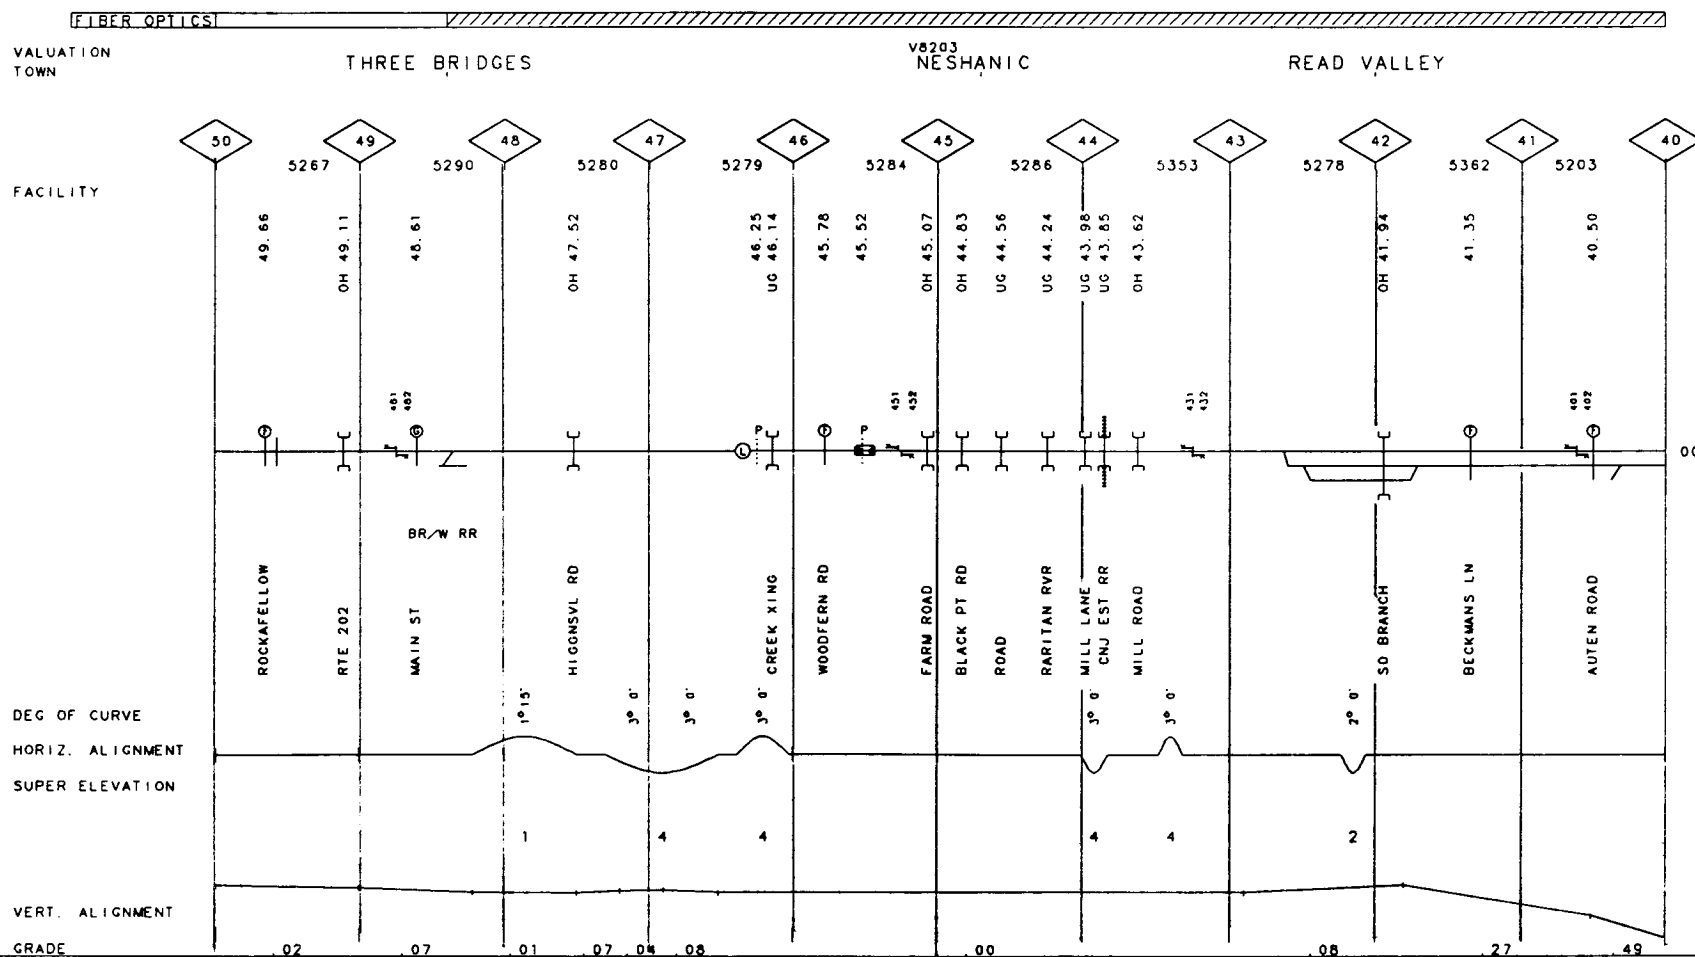 FIBER OPTICS
VALUATION V8203
TOWN THREE BRIDGES NESHANIC READ VALLEY
50 49 48 47 46 45 44 43 42 41 40
5267 5290 5280 5279 5284 5286 5353 5278 5362 5203
FACILITY
49.66
OH 49.11
48.61
OH 47.52
46.25
UG 46.14
45.78
45.52
OH 45.07
OH 44.83
UG 44.56
UG 44.24
UG 43.98
UG 43.85
OH 43.62
OH 41.94
41.35
40.50
481
482
451
452
431
432
401
402
F G P F P F F
L
BR/W RR
ROCKAFELLOW
RTE 202
MAIN ST
HIGGNSVL RD
CREEK XING
WOODFERN RD
FARM ROAD
BLACK PT RD
ROAD
RARITAN RVR
MILL LANE
CNJ EST RR
MILL ROAD
SO BRANCH
BECKMANS LN
AUTEN ROAD
DEG OF CURVE 1°15' 3° 0' 3° 0' 3° 0' 3° 0' 3° 0' 2° 0'
HORIZ. ALIGNMENT
SUPER ELEVATION
1 4 4 4 4 2
VERT. ALIGNMENT
GRADE .02 .07 .01 .07 .04 .08 .00 .08 .27 .49